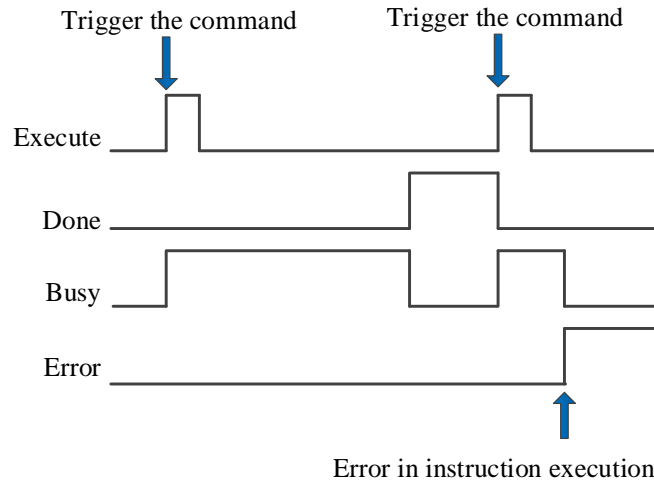 Trigger the command
Trigger the command
Execute
Done
Busy
Error
Error in instruction execution